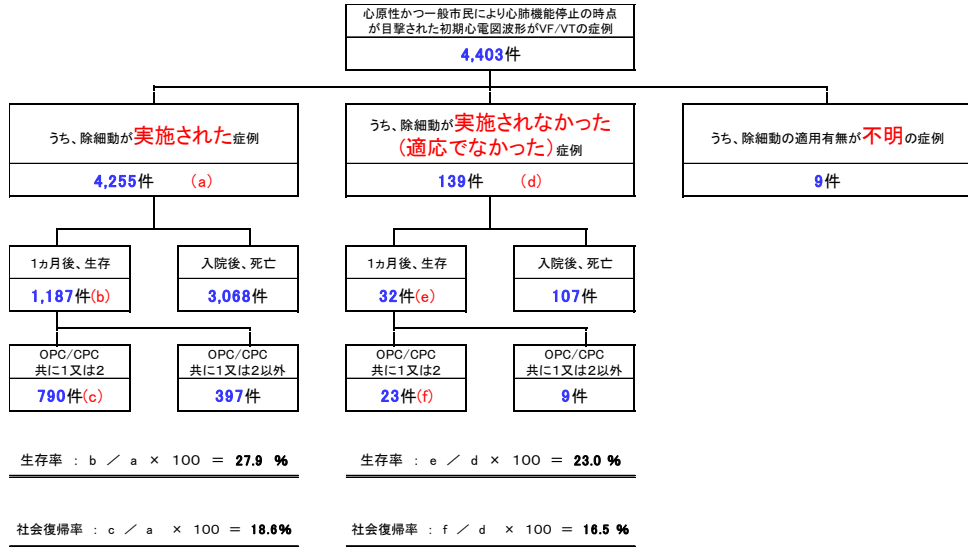 心原性かつ一般市民により心肺機能停止の時点
が目撃された初期心電図波形がVF/VTの症例
4,403件
うち、除細動が実施された症例
4,255件 (a)
うち、除細動が実施されなかった
(適応でなかった)症例
139件 (d)
うち、除細動の適用有無が不明の症例
9件
1ヵ月後、生存
1,187件(b)
入院後、死亡
3,068件
1ヵ月後、生存
32件(e)
入院後、死亡
107件
OPC/CPC
共に1又は2
790件(c)
OPC/CPC
共に1又は2以外
397件
OPC/CPC
共に1又は2
23件(f)
OPC/CPC
共に1又は2以外
9件
生存率 : b / a × 100 = 27.9 %
生存率 : e / d × 100 = 23.0 %
社会復帰率 : c / a × 100 = 18.6%
社会復帰率 : f / d × 100 = 16.5 %